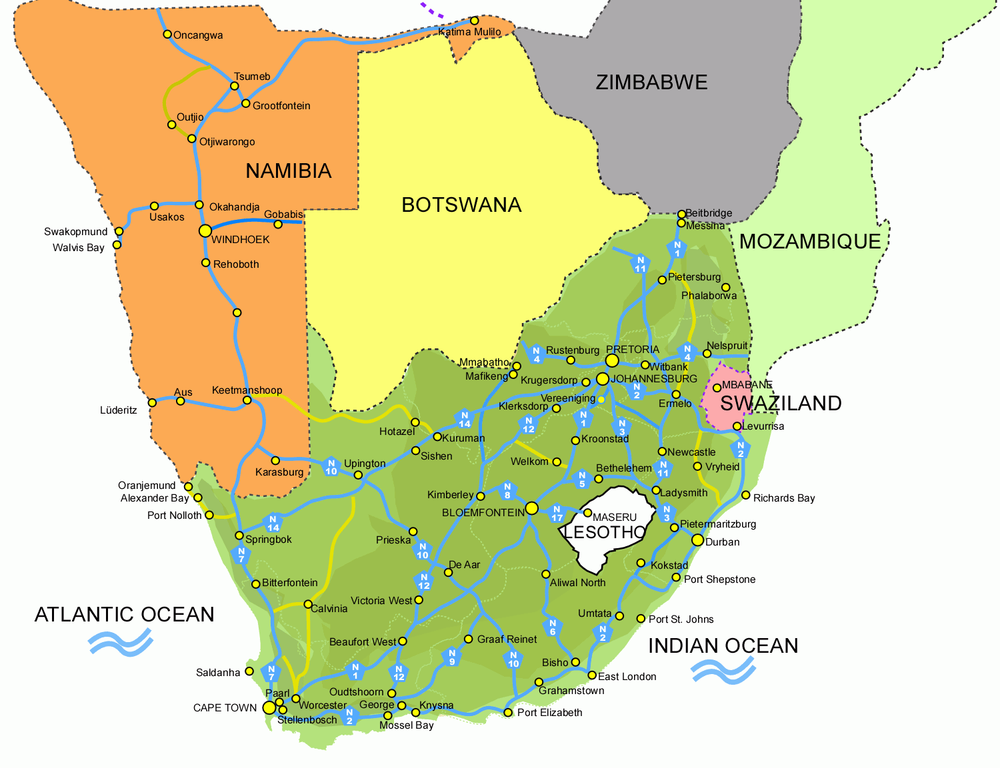 Katima Mulilo
Oncangwa
Tsumeb
ZIMBABWE
Grootfontein
Outjio
Otjiwarongo
NAMIBIA
BOTSWANA
Okahandja
Usakos
Gobabis
Beitbridge
Messiha
Swakopmund
WINDHOEK
Walvis Bay
MOZAMBIQUE
N
1
Rehoboth
N
11
Pietersburg
Phalaborwa
N
4
Rustenburg
PRETORIA
N
4
Nelspruit
Mmabatho
Witbank
Mafikeng
Krugersdorp
JOHANNESBURG
MBABANE
Aus
Keetmanshoop
N
2
Vereeniging
Ermelo
SWAZILAND
Lüderitz
Klerksdorp
N
14
N
12
N
1
N
3
Levurrisa
Hotazel
Kuruman
Kroonstad
Sishen
Newcastle
N
2
Karasburg
N
10
Upington
Welkom
Bethelehem
N
11
Vryheid
Oranjemund
N
5
Alexander Bay
Kimberley
N
8
Ladysmith
Richards Bay
Port Nolloth
BLOEMFONTEIN
N
17
MASERU
N
3
N
14
Pietermaritzburg
LESOTHO
Springbok
Prieska
Durban
N
7
N
10
De Aar
Kokstad
Bitterfontein
N
12
Aliwal North
Port Shepstone
Victoria West
Calvinia
ATLANTIC OCEAN
Umtata
Port St. Johns
N
6
N
2
Beaufort West
Graaf Reinet
INDIAN OCEAN
N
9
N
10
Bisho
Saldanha
N
7
N
1
N
12
East London
Paarl
Oudtshoorn
Grahamstown
CAPE TOWN
Worcester
George
Knysna
Stellenbosch
N
2
Port Elizabeth
Mossel Bay